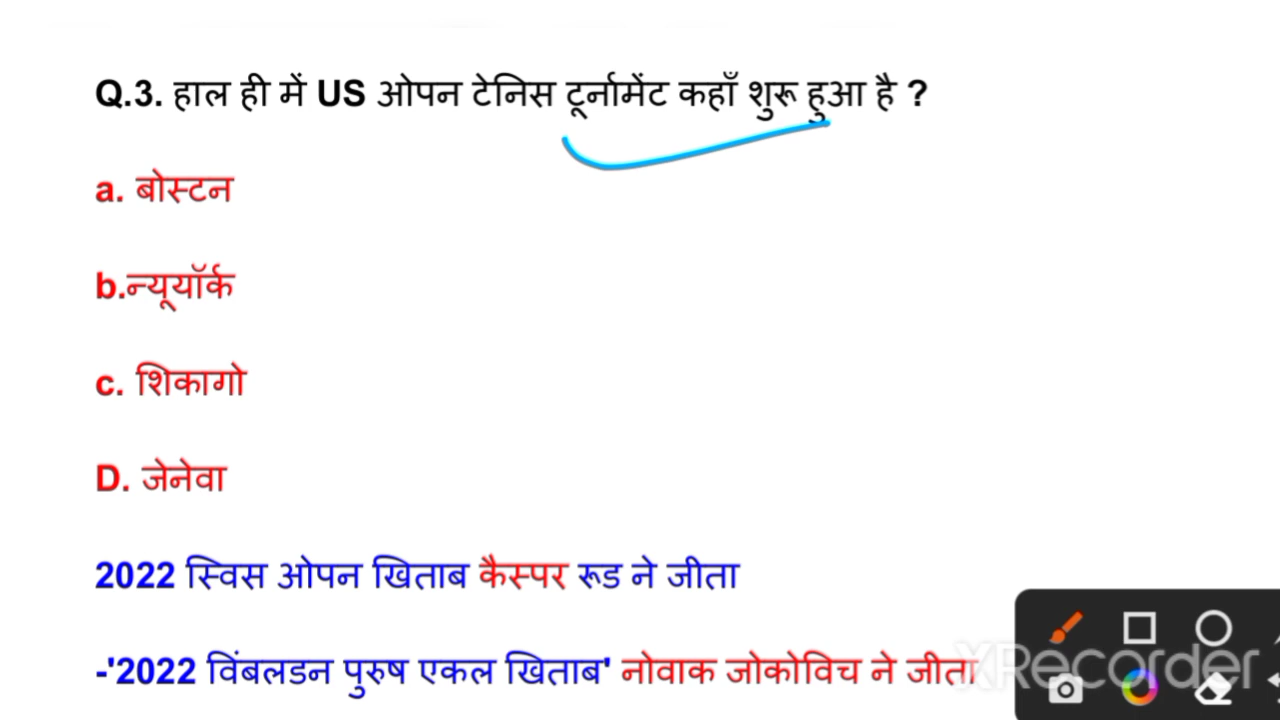 Q.3. हाल ही में US ओपन टेनिस टूर्नामेंट कहाँ शुरू हुआ है ?
a. बोस्टन
b.न्यूयॉर्क
c. शिकागो
D. जेनेवा
2022 स्विस ओपन खिताब कैस्पर रूड ने जीता
-'2022 विंबलडन पुरुष एकल खिताब' नोवाक जोकोविच ने जीता
XRecorder